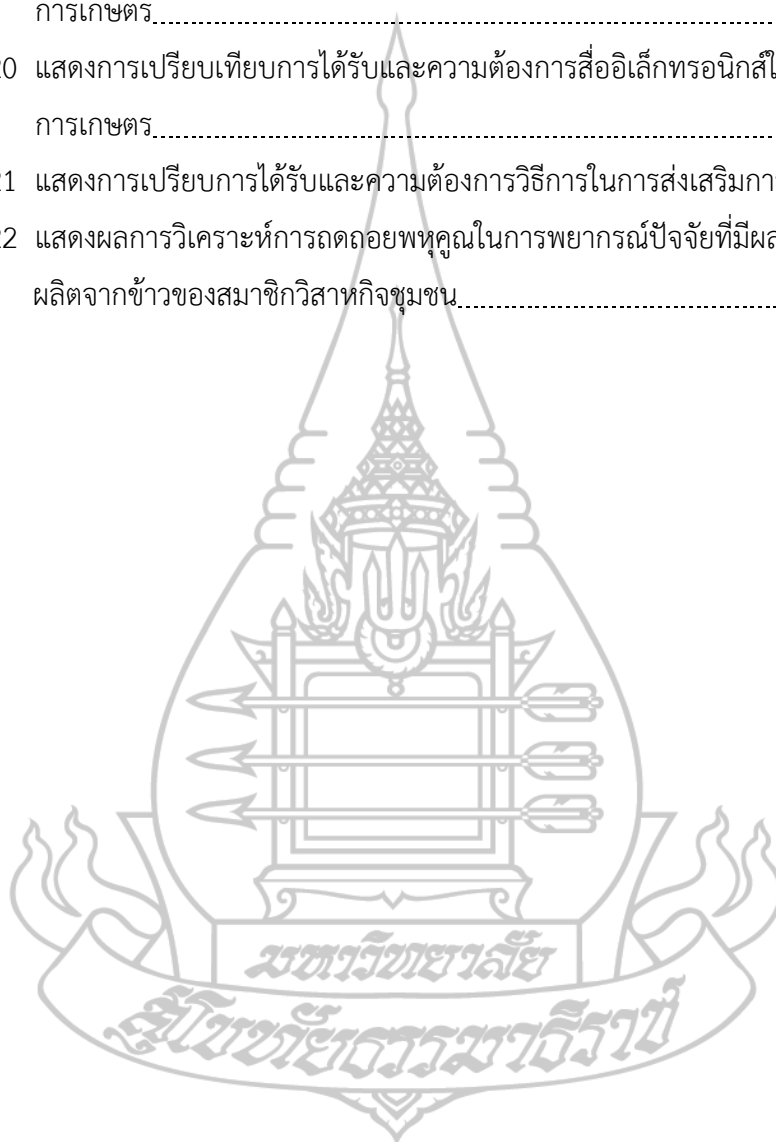 การเกษตร
20 แสดงการเปรียบเทียบการได้รับและความต้องการสื่ออิเล็กทรอนิกส์
การเกษตร
21 แสดงการเปรียบการได้รับและความต้องการวิธีการในการส่งเสริม
22 แสดงผลการวิเคราะห์การถดถอยพหุคูณในการพยากรณ์ปัจจัยที่มี
ผลิตจากข้าวของสมาชิกวิสาหกิจชุมชน
มหาวิทยาลัย
สุโขทัยธรรมาธิราช